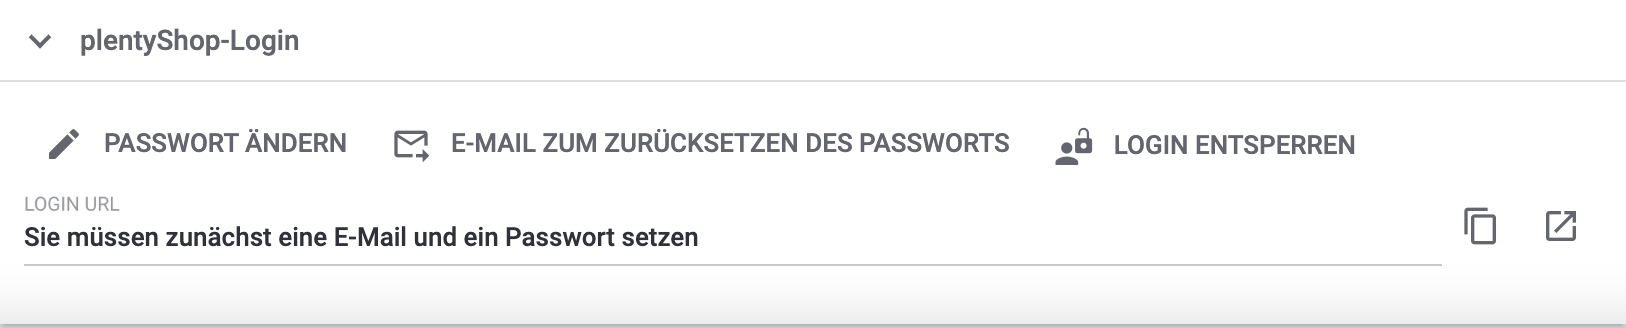 plentyShop-Login
PASSWORT ÄNDERN
E-MAIL ZUM ZURÜCKSETZEN DES PASSWORTS
LOGIN ENTSPERREN
LOGIN URL
Sie müssen zunächst eine E-Mail und ein Passwort setzen